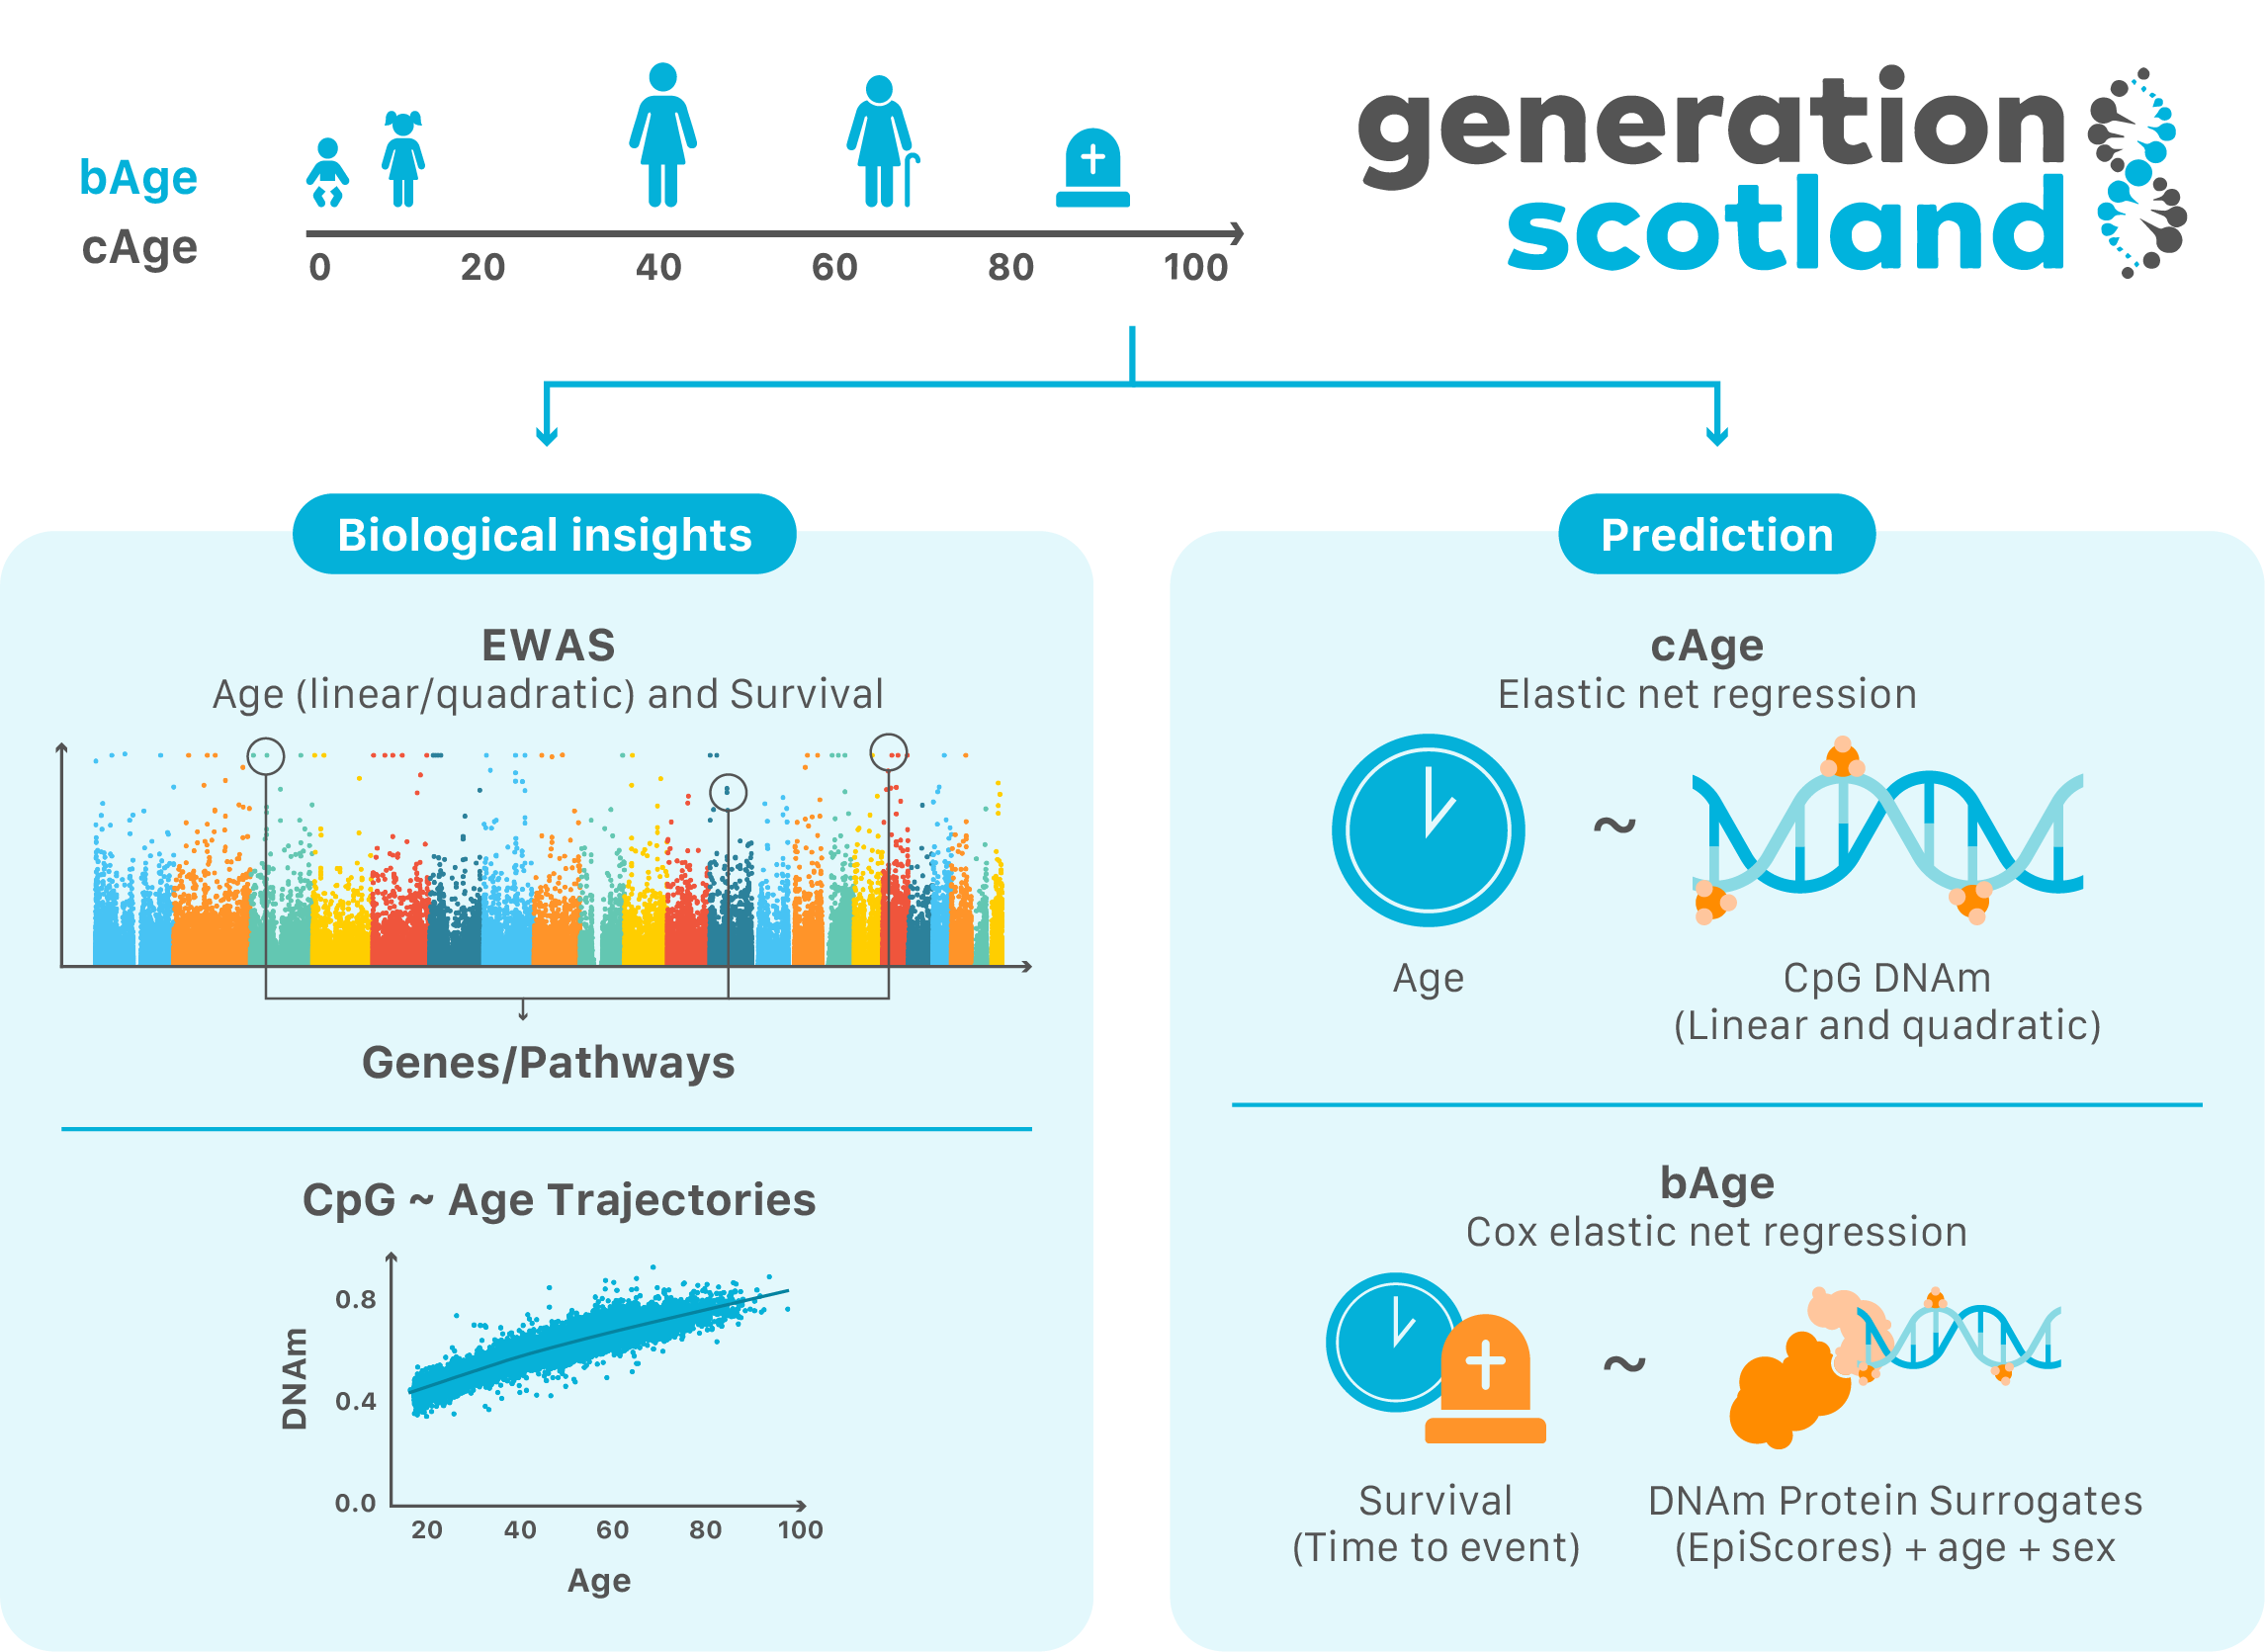 bAge
cAge
0 20 40 60 80 100
generation
scotland
Biological insights
EWAS
Age (linear/quadratic) and Survival
Genes/Pathways
CpG ~ Age Trajectories
DNAm
0.8
0.4
0.0
20 40 60 80 100
Age
Prediction
cAge
Elastic net regression
~
Age
CpG DNAm
(Linear and quadratic)
bAge
Cox elastic net regression
~
Survival
(Time to event)
DNAm Protein Surrogates
(EpiScores) + age + sex